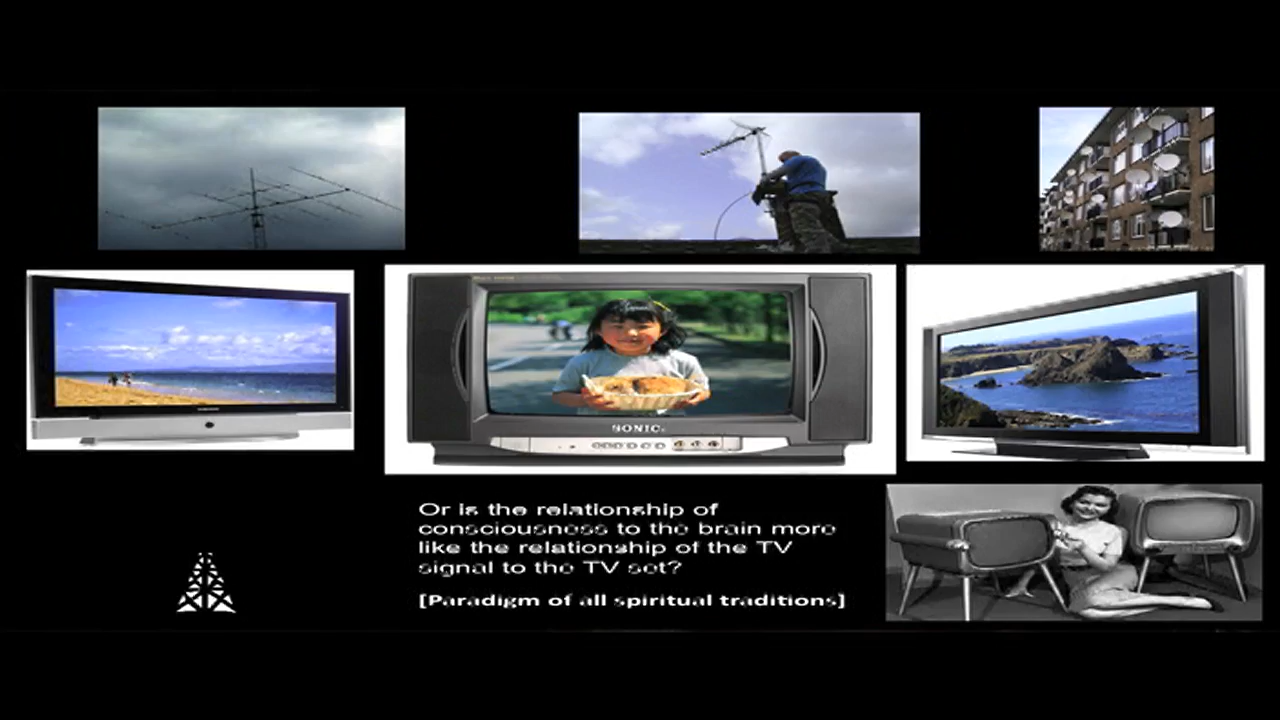 SONIC
Or is the relationship of
consciousness to the brain more
like the relationship of the TV
signal to the TV set?
[Paradigm of all spiritual traditions]